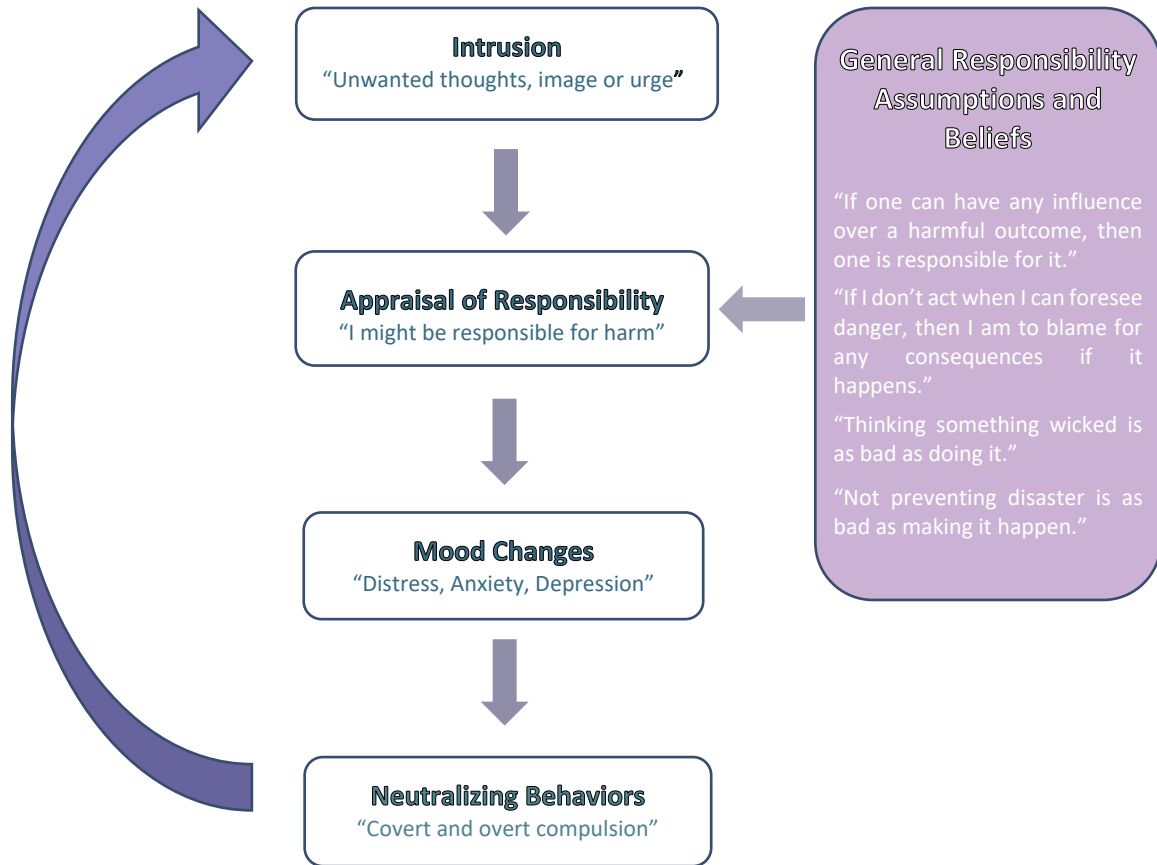 Intrusion
“Unwanted thoughts, image or urge”
Appraisal of Responsibility
“I might be responsible for harm”
Mood Changes
“Distress, Anxiety, Depression”
Neutralizing Behaviors
“Covert and overt compulsion”
General Responsibility
Assumptions and
Beliefs
“If one can have any influence
over a harmful outcome, then
one is responsible for it.”
“If I don’t act when I can foresee
danger, then I am to blame for
any consequences if it
happens.”
“Thinking something wicked is
as bad as doing it.”
“Not preventing disaster is as
bad as making it happen.”